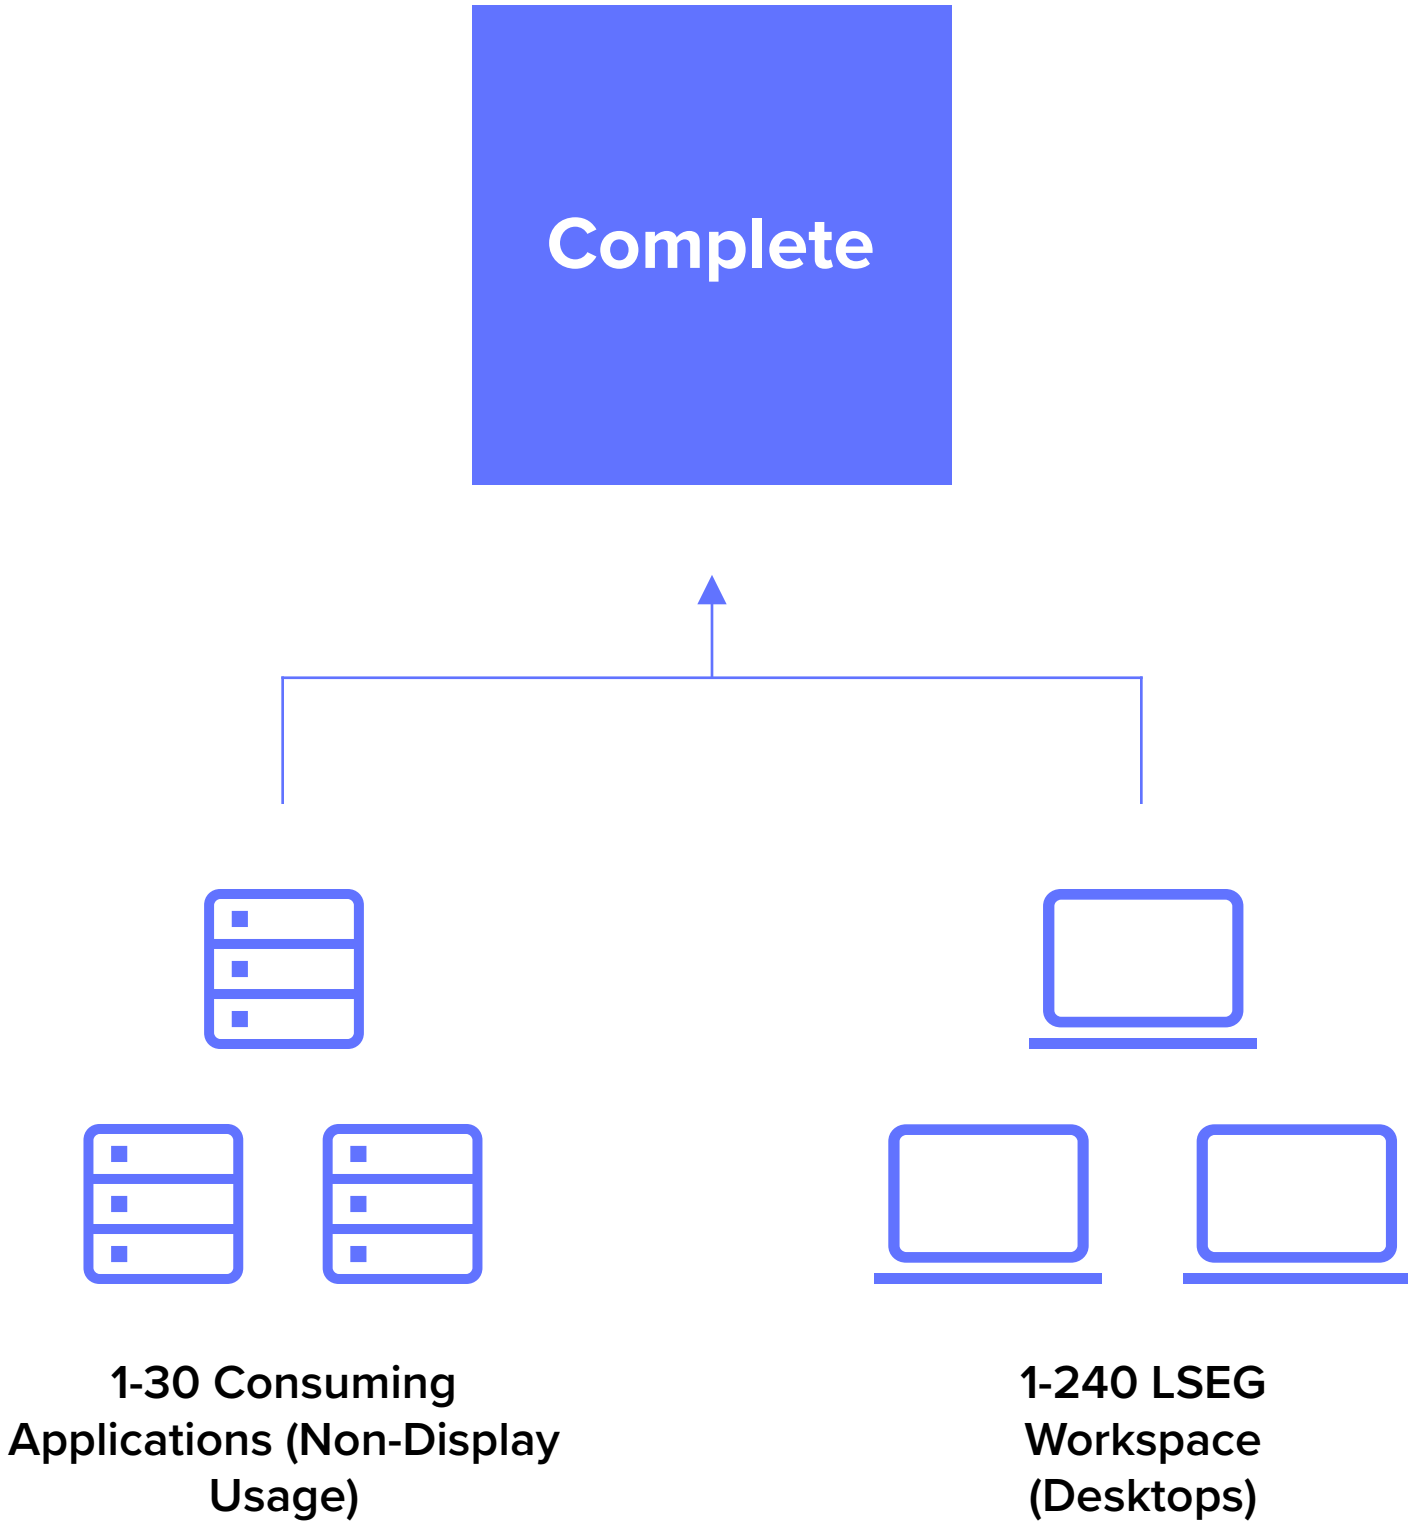 Complete
1-30 Consuming
Applications (Non-Display
Usage)
1-240 LSEG
Workspace
(Desktops)